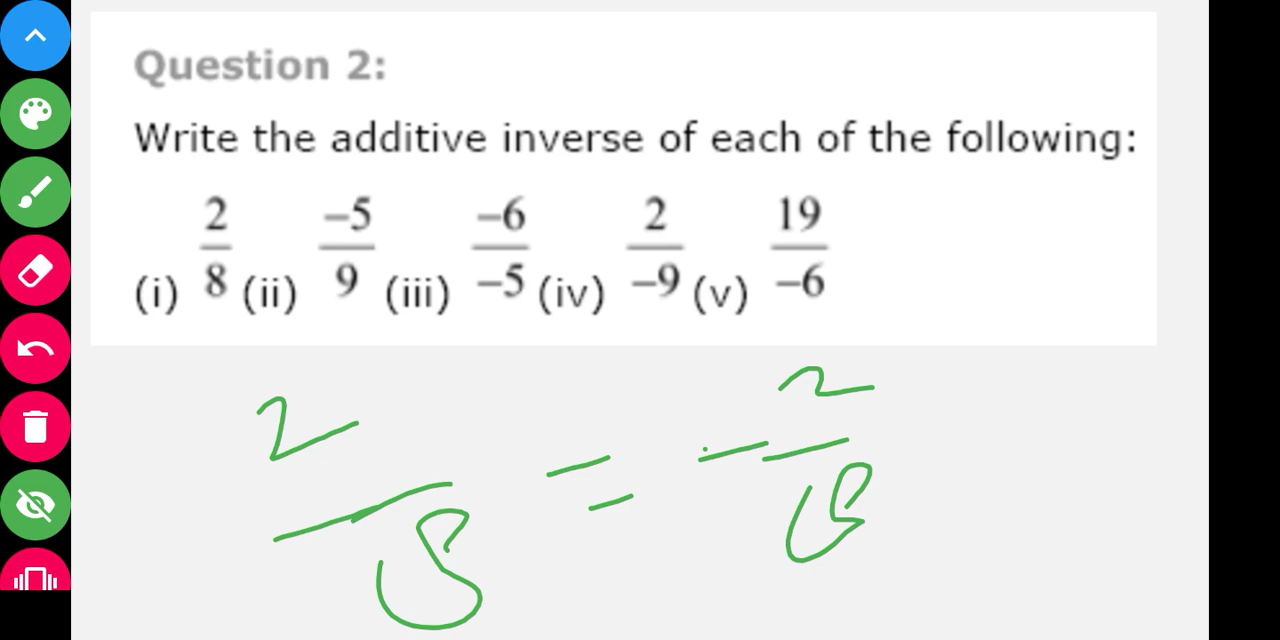 Question 2:
Write the additive inverse of each of the following:
(i) 2/8 (ii) –5/9 (iii) –6/–5 (iv) 2/–9 (v) 19/–6
2/8 = –2/8